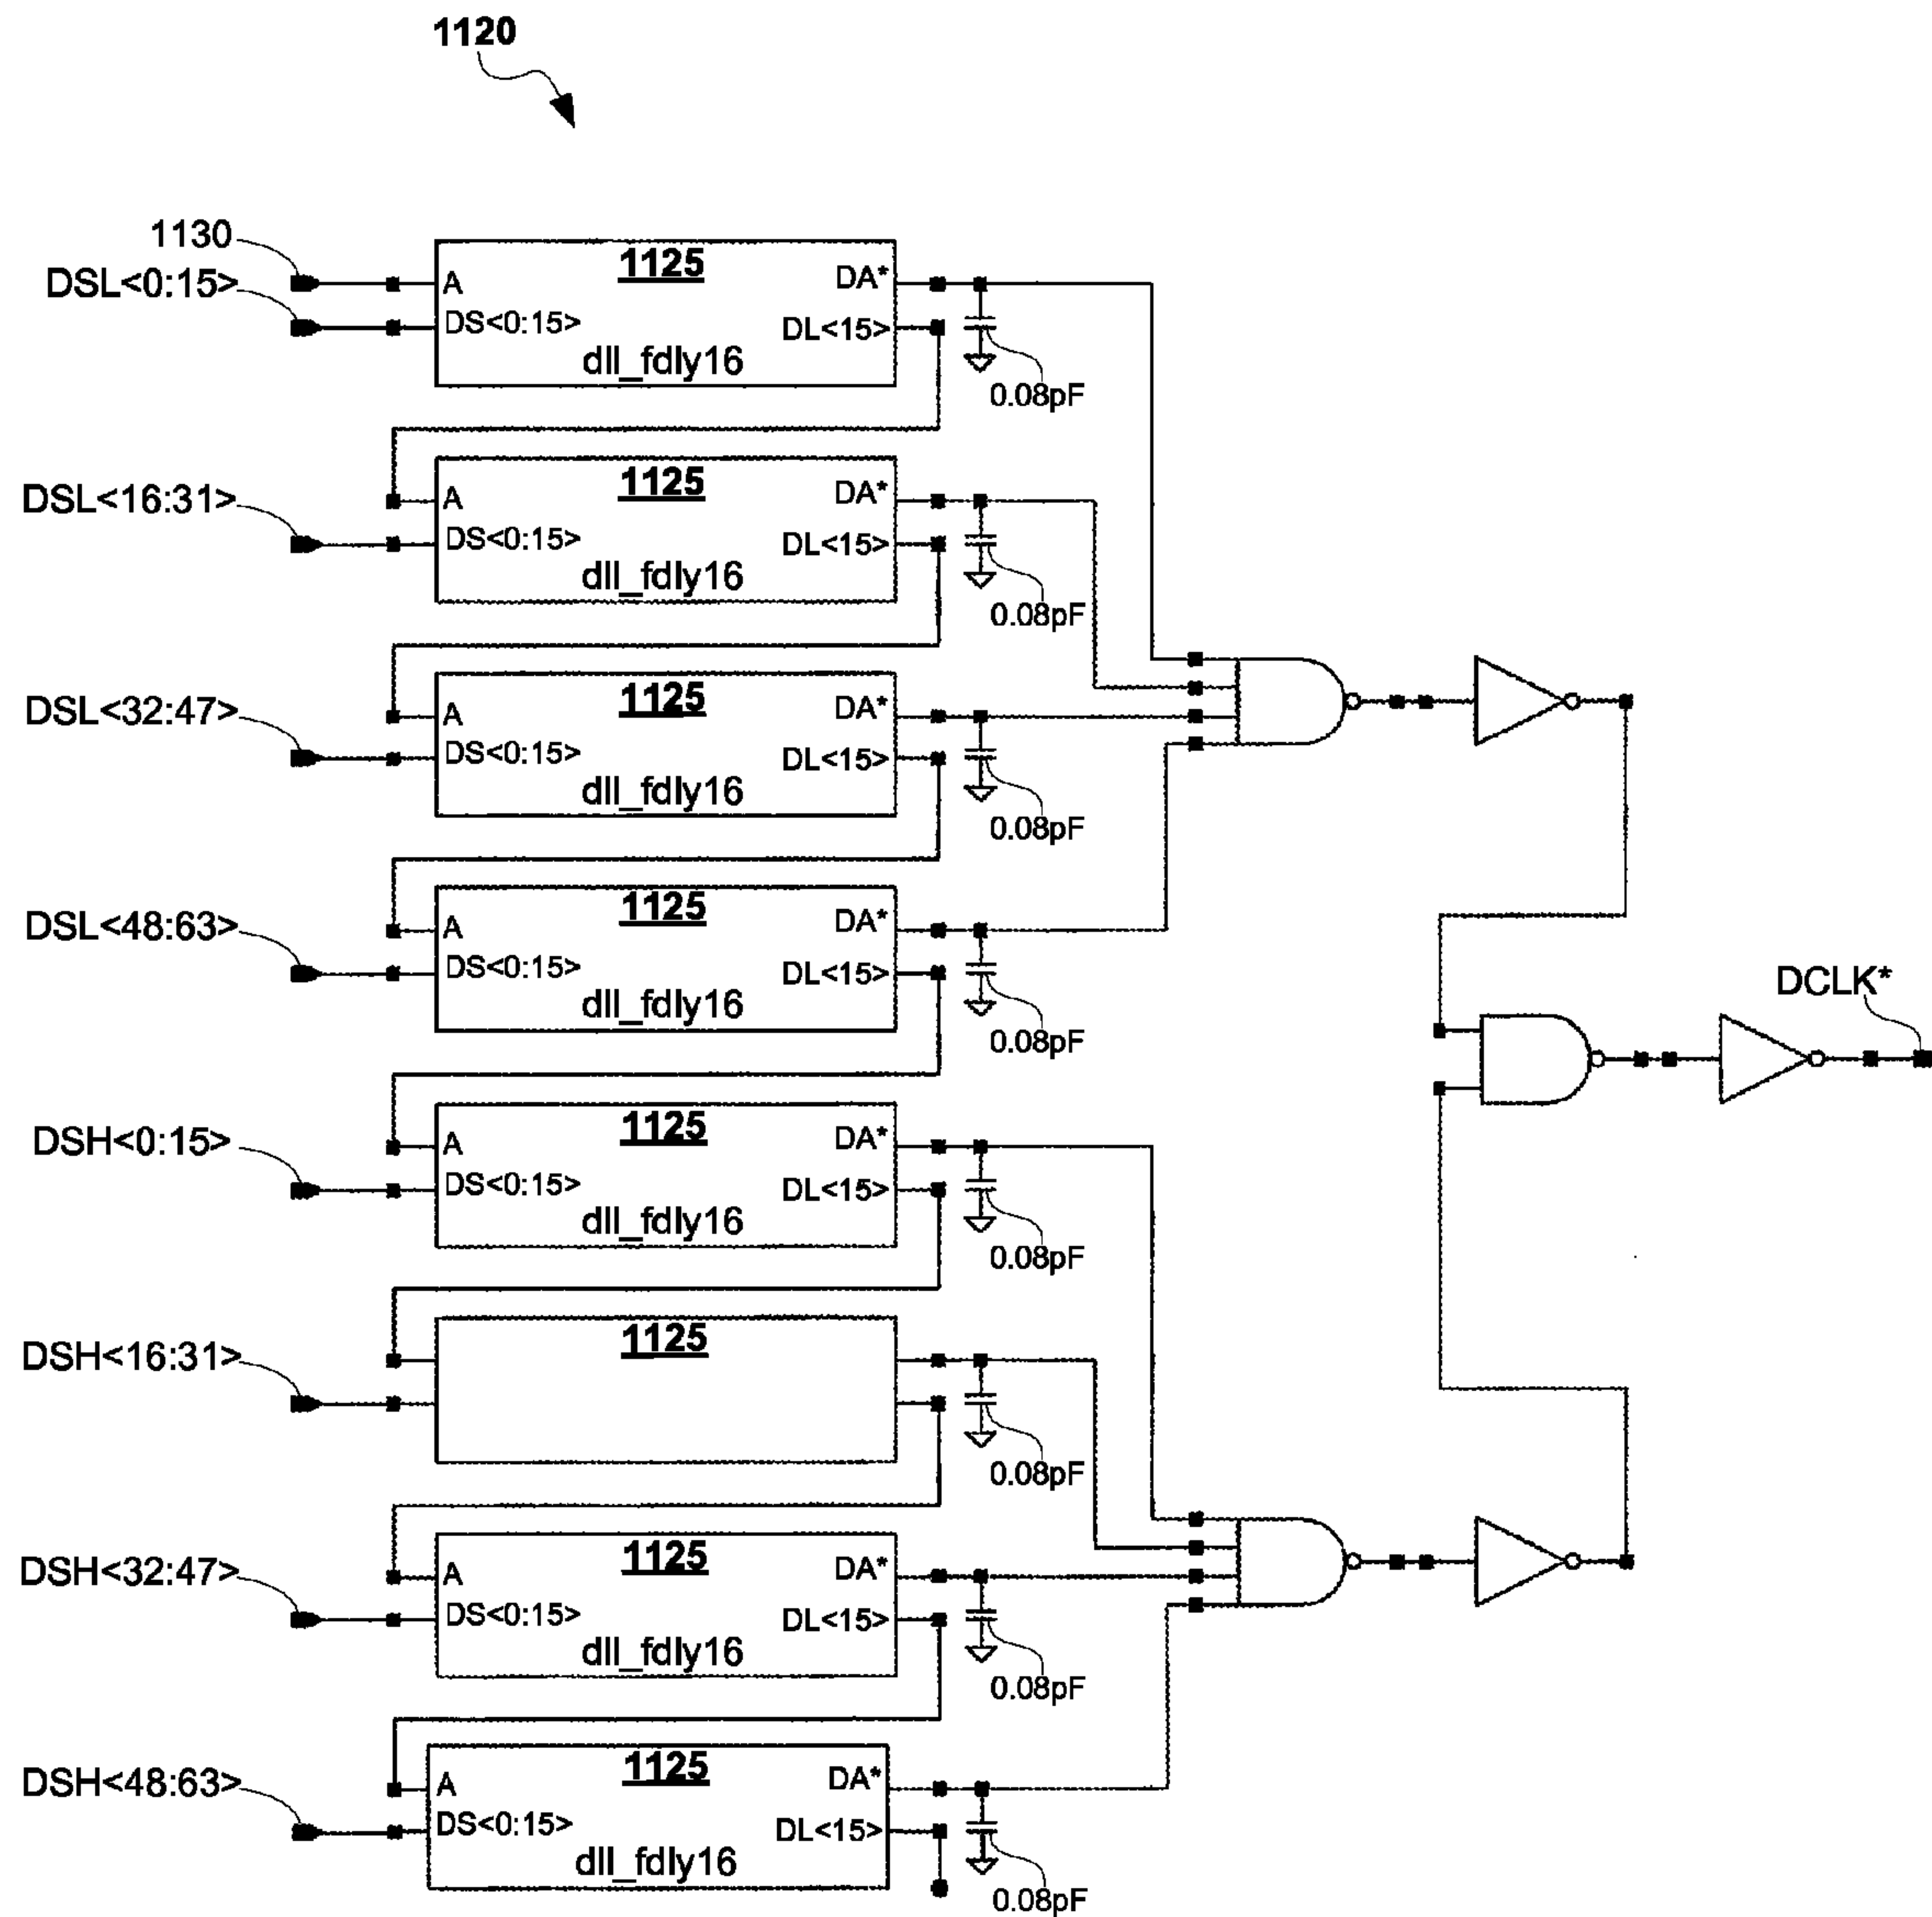 1120
1130
DSL<0:15>
1125
A
DA*
DS<0:15>
DL<15>
dll_fdly16
0.08pF
DSL<16:31>
1125
A
DA*
DS<0:15>
DL<15>
dll_fdly16
0.08pF
DSL<32:47>
1125
A
DA*
DS<0:15>
DL<15>
dll_fdly16
0.08pF
DSL<48:63>
1125
A
DA*
DS<0:15>
DL<15>
dll_fdly16
0.08pF
DCLK*
DSH<0:15>
1125
A
DA*
DS<0:15>
DL<15>
dll_fdly16
0.08pF
DSH<16:31>
1125
0.08pF
DSH<32:47>
1125
A
DA*
DS<0:15>
DL<15>
dll_fdly16
0.08pF
DSH<48:63>
1125
A
DA*
DS<0:15>
DL<15>
dll_fdly16
0.08pF